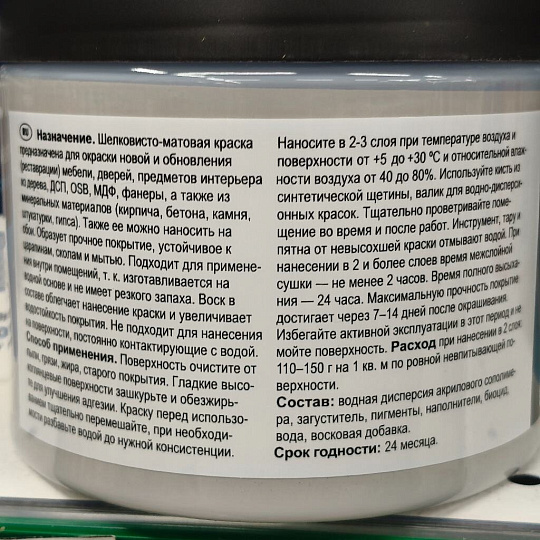 RU Назначение. Шелковисто-матовая краска
предназначена для окраски новой и обновления
(реставрации) мебели, дверей, предметов интерьера
из дерева, ДСП, OSB, МДФ, фанеры, а также из
минеральных материалов (кирпича, бетона, камня,
штукатурки, гипса). Также ее можно наносить на
обои. Образует прочное покрытие, устойчивое к
царапинам, сколам и мытью. Подходит для примене-
ния внутри помещений, т. к. изготавливается на
водной основе и не имеет резкого запаха. Воск в
составе облегчает нанесение краски и увеличивает
водостойкость покрытия. Не подходит для нанесения
на поверхности, постоянно контактирующие с водой.
Способ применения. Поверхность очистите от
пыли, грязи, жира, старого покрытия. Гладкие высо-
коглянцевые поверхности зашкурьте и обезжирь-
те для улучшения адгезии. Краску перед использо-
ванием тщательно перемешайте, при необходи-
мости разбавьте водой до нужной консистенции.
Наносите в 2-3 слоя при температуре воздуха и
поверхности от +5 до +30 ºС и относительной влаж-
ности воздуха от 40 до 80%. Используйте кисть из
синтетической щетины, валик для водно-дисперси-
онных красок. Тщательно проветривайте поме-
щение во время и после работ. Инструмент, тару и
пятна от невысохшей краски отмывают водой. При
нанесении в 2 и более слоев время межслойной
сушки — не менее 2 часов. Время полного высыха-
ния — 24 часа. Максимальную прочность покрытие
достигает через 7–14 дней после окрашивания.
Избегайте активной эксплуатации в этот период и не
мойте поверхность. Расход при нанесении в 2 слоя:
110–150 г на 1 кв. м по ровной невпитывающей по-
верхности.
Состав: водная дисперсия акрилового сополиме-
ра, загуститель, пигменты, наполнители, биоцид,
вода, восковая добавка.
Срок годности: 24 месяца.